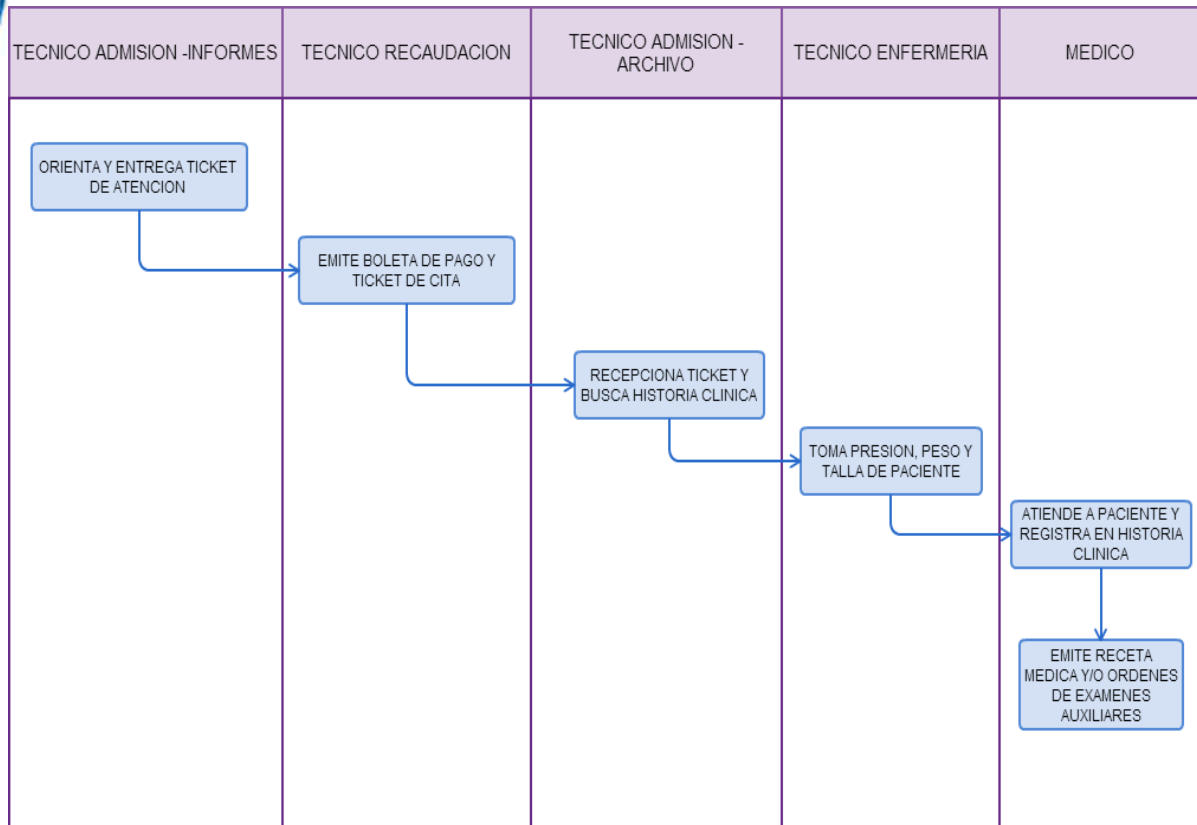 TECNICO ADMISION -INFORMES
TECNICO RECAUDACION
TECNICO ADMISION -
ARCHIVO
TECNICO ENFERMERIA
MEDICO
ORIENTA Y ENTREGA TICKET
DE ATENCION
EMITE BOLETA DE PAGO Y
TICKET DE CITA
RECEPCIONA TICKET Y
BUSCA HISTORIA CLINICA
TOMA PRESION, PESO Y
TALLA DE PACIENTE
ATIENDE A PACIENTE Y
REGISTRA EN HISTORIA
CLINICA
EMITE RECETA
MEDICA Y/O ORDENES
DE EXAMENES
AUXILIARES